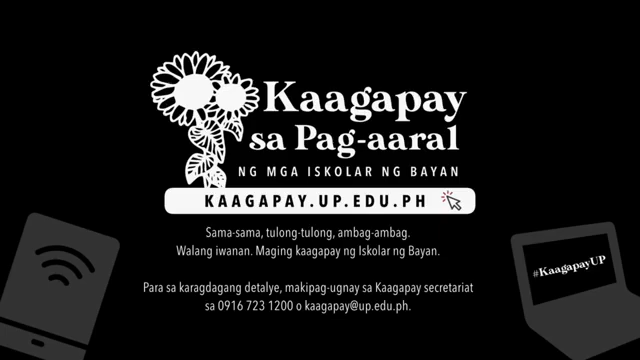 Kaagapay
sa Pag-aaral
NG MGA ISKOLAR NG BAYAN
KAAGAPAY.UP.EDU.PH
Sama-sama, tulong-tulong, ambag-ambag.
Walang iwanan. Maging kaagapay ng Iskolar ng Bayan.
#KaagapayUP
Para sa karagdagang detalye, makipag-ugnay sa Kaagapay secretariat
sa 0916 723 1200 o kaagapay@up.edu.ph.